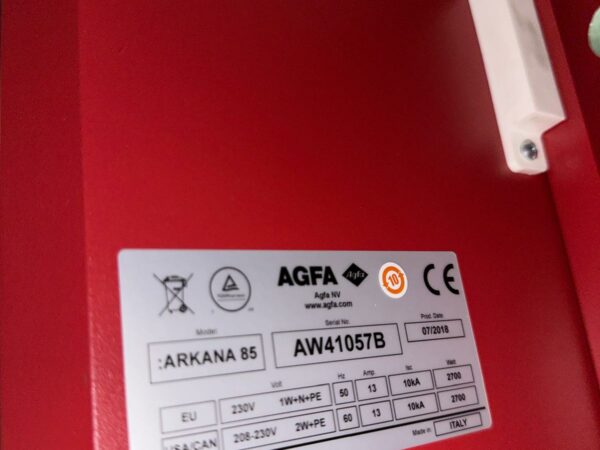 AGFA Agfa 10 CE
Agfa NV
www.agfa.com
Model: Serial No. Prod. Date
:ARKANA 85 AW41057B 07/2018
Volt Hz Amp. Isc Watt
EU 230V 1W+N+PE 50 13 10kA 2700
USA/CAN 208-230V 2W+PE 60 13 10kA 2700
Made in ITALY